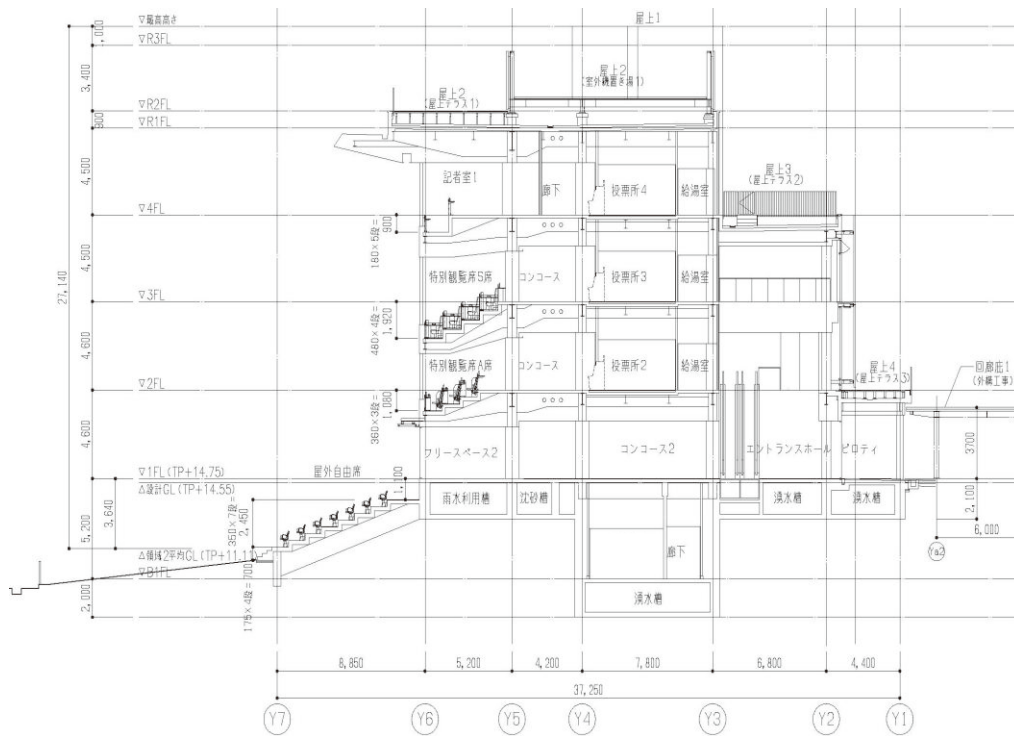 ▽最高高さ
屋上1
1,000
▽R3FL
3,400
屋上2
(室外機置き場1)
屋上2
(屋上テラス1)
▽R2FL
900
▽R1FL
4,500
記者室1
廊下
投票所4
給湯室
屋上3
(屋上テラス2)
▽4FL
180×5段=
900
4,500
27,140
特別観覧席S席
コンコース
投票所3
給湯室
▽3FL
480×4段=
1,920
4,600
特別観覧席A席
コンコース
投票所2
給湯室
▽2FL
屋上4
(屋上テラス3)
回廊庇1
(外構工事)
360×3段=
1,080
4,600
フリースペース2
コンコース2
エントランスホール
ピロティ
3700
▽1FL(TP+14.75)
屋外自由席
1,100
△設計GL(TP+14.55)
雨水利用槽
沈砂槽
湧水槽
湧水槽
2,100
350×7段=
2,450
3,640
5,200
6,000
△領域2平均GL(TP+11.11)
廊下
Ya2
▽B1FL
175×4段=700
2,000
湧水槽
8,850
5,200
4,200
7,800
6,800
4,400
37,250
Y7
Y6
Y5
Y4
Y3
Y2
Y1